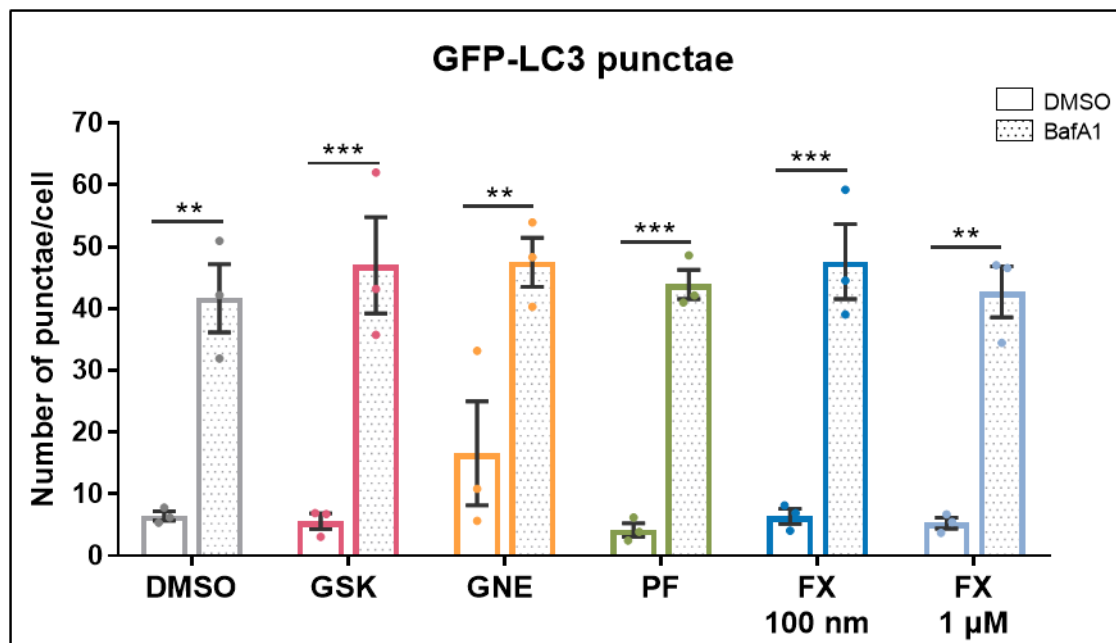 GFP-LC3 punctae
DMSO
BafA1
Number of punctae/cell
70
60
50
40
30
20
10
0
**
***
**
***
***
**
DMSO
GSK
GNE
PF
FX
100 nm
FX
1 µM